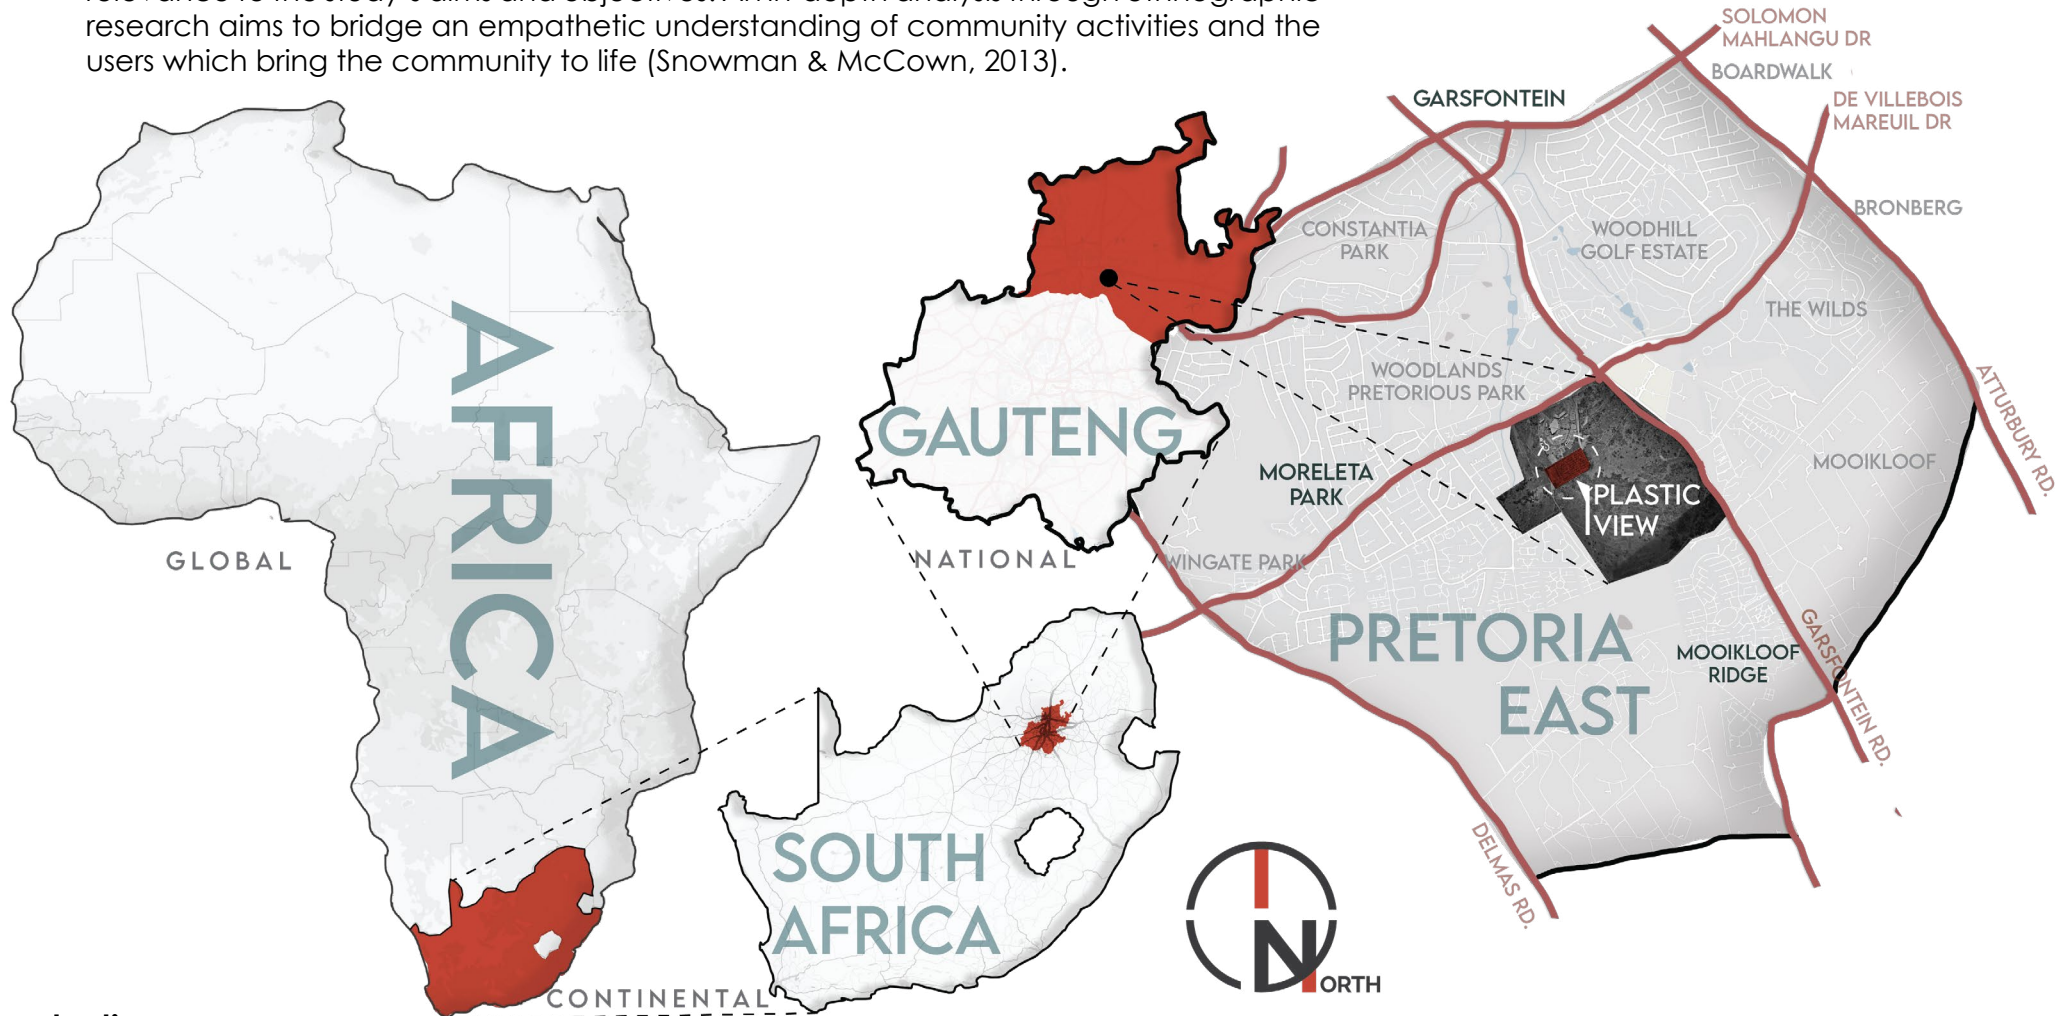 research aims to bridge an empathetic understanding of community activities and the
users which bring the community to life (Snowman & McCown, 2013).
SOLOMON
MAHLANGU DR
BOARDWALK
GARSFONTEIN
DE VILLEBOIS
MAREUIL DR
BRONBERG
CONSTANTIA
PARK
WOODHILL
GOLF ESTATE
THE WILDS
WOODLANDS
PRETORIOUS PARK
ATTURBURY RD.
AFRICA
GAUTENG
MORELETA
PARK
MOOIKLOOF
PLASTIC
VIEW
GLOBAL
NATIONAL
WINGATE PARK
PRETORIA
EAST
MOOIKLOOF
RIDGE
GARSFONTEIN RD.
SOUTH
AFRICA
DELMAS RD.
NORTH
CONTINENTAL